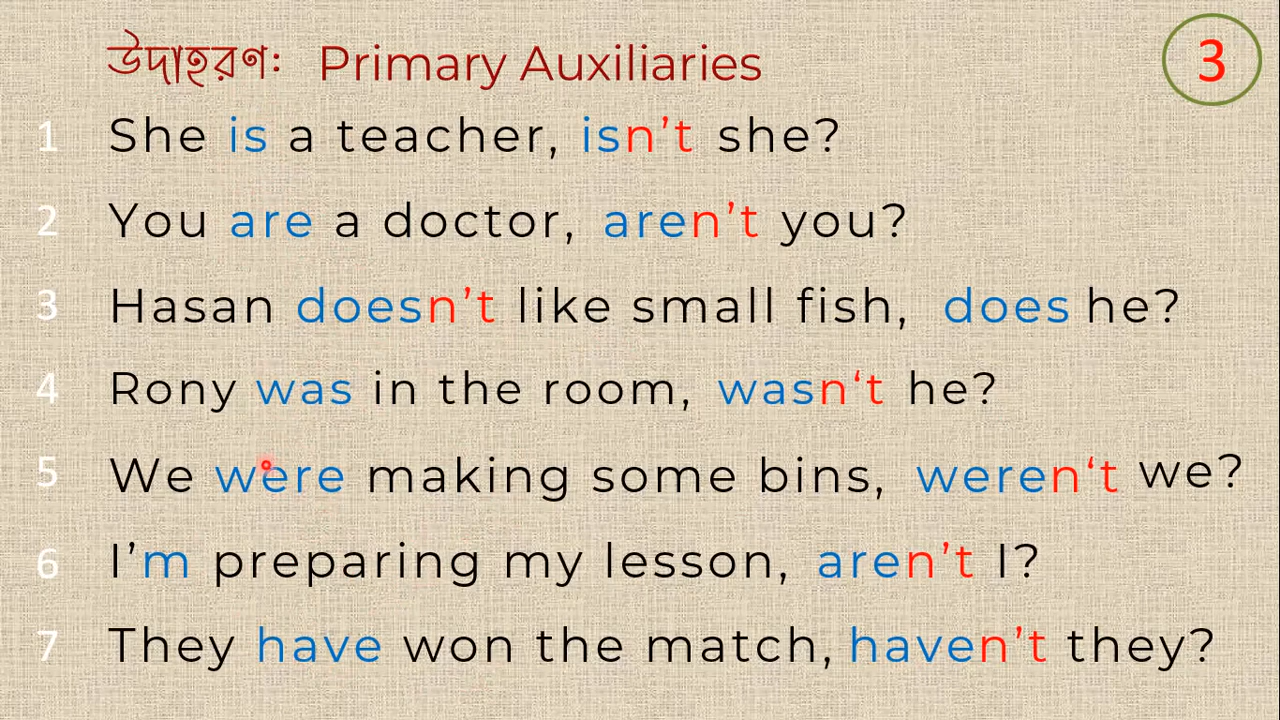 উদাহরণঃ Primary Auxiliaries 3
1 She is a teacher, isn’t she?
2 You are a doctor, aren’t you?
3 Hasan doesn’t like small fish, does he?
4 Rony was in the room, wasn‘t he?
5 We were making some bins, weren‘t we?
6 I’m preparing my lesson, aren’t I?
7 They have won the match, haven’t they?